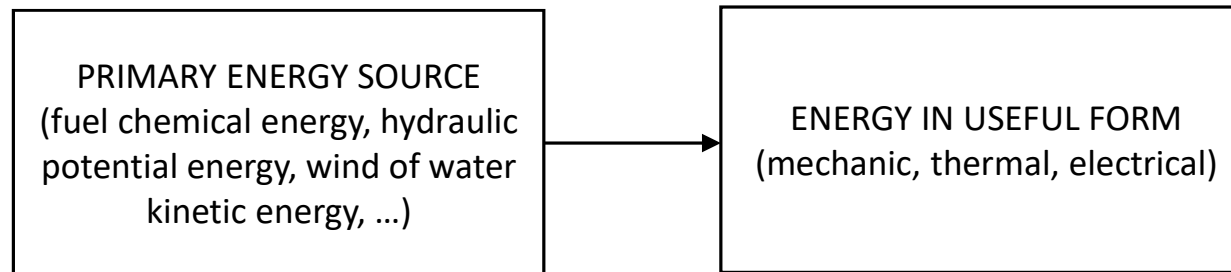 PRIMARY ENERGY SOURCE
(fuel chemical energy, hydraulic
potential energy, wind of water
kinetic energy, …)
ENERGY IN USEFUL FORM
(mechanic, thermal, electrical)